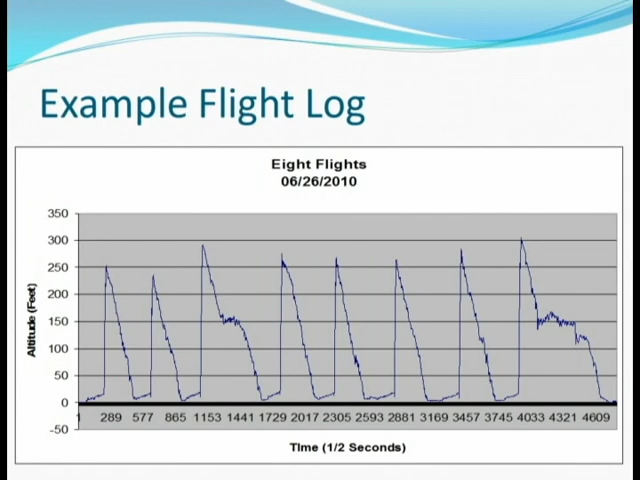 Example Flight Log
Eight Flights
06/26/2010
350
300
250
200
150
100
50
0
-50
Altitude (Feet)
1 289 577 865 1153 1441 1729 2017 2305 2593 2881 3169 3457 3745 4033 4321 4609
Time (1/2 Seconds)